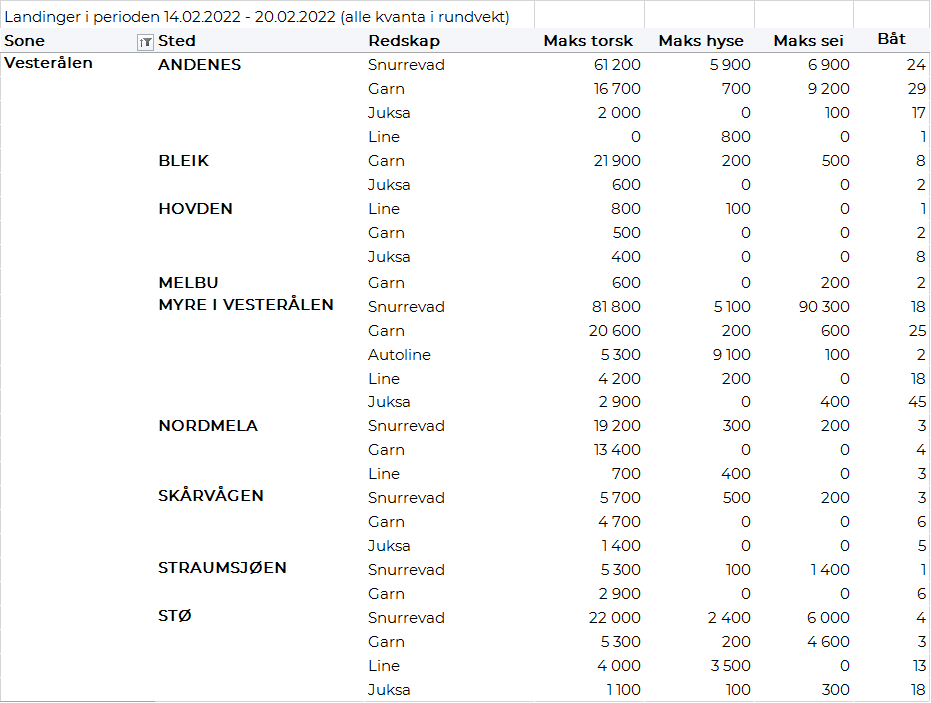 Landinger i perioden 14.02.2022 - 20.02.2022 (alle kvanta i rundvekt)
Sone Sted Redskap Maks torsk Maks hyse Maks sei Båt
Vesterålen ANDENES Snurrevad 61 200 5 900 6 900 24
Garn 16 700 700 9 200 29
Juksa 2 000 0 100 17
Line 0 800 0 1
BLEIK Garn 21 900 200 500 8
Juksa 600 0 0 2
HOVDEN Line 800 100 0 1
Garn 500 0 0 2
Juksa 400 0 0 8
MELBU Garn 600 0 200 2
MYRE I VESTERÅLEN Snurrevad 81 800 5 100 90 300 18
Garn 20 600 200 600 25
Autoline 5 300 9 100 100 2
Line 4 200 200 0 18
Juksa 2 900 0 400 45
NORDMELA Snurrevad 19 200 300 200 3
Garn 13 400 0 0 4
Line 700 400 0 3
SKÅRVÅGEN Snurrevad 5 700 500 200 3
Garn 4 700 0 0 6
Juksa 1 400 0 0 5
STRAUMSJØEN Snurrevad 5 300 100 1 400 1
Garn 2 900 0 0 6
STØ Snurrevad 22 000 2 400 6 000 4
Garn 5 300 200 4 600 3
Line 4 000 3 500 0 13
Juksa 1 100 100 300 18